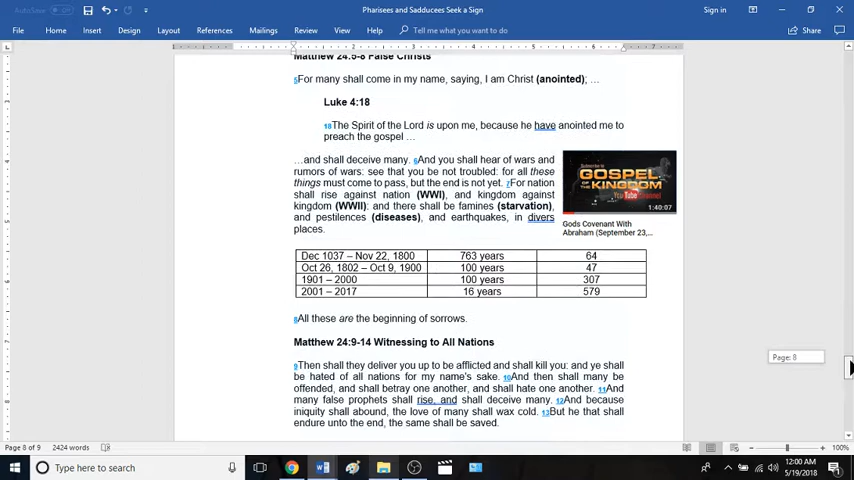 AutoSave Off
Pharisees and Sadducees Seek a Sign
Sign in
File Home Insert Design Layout References Mailings Review View Help Tell me what you want to do Share
Matthew 24:5-8 False Christs
5For many shall come in my name, saying, I am Christ (anointed); …
Luke 4:18
18The Spirit of the Lord is upon me, because he have anointed me to
preach the gospel …
…and shall deceive many. 6And you shall hear of wars and
rumors of wars: see that you be not troubled: for all these
things must come to pass, but the end is not yet. 7For nation
shall rise against nation (WWI), and kingdom against
kingdom (WWII): and there shall be famines (starvation),
and pestilences (diseases), and earthquakes, in divers
places.
Subscribe to
GOSPEL
OF THE KINGDOM
YouTube Channel
1:40:07
Gods Covenant With
Abraham (September 23,...
Dec 1037 – Nov 22, 1800 763 years 64
Oct 26, 1802 – Oct 9, 1900 100 years 47
1901 – 2000 100 years 307
2001 – 2017 16 years 579
8All these are the beginning of sorrows.
Matthew 24:9-14 Witnessing to All Nations
9Then shall they deliver you up to be afflicted and shall kill you: and ye shall
be hated of all nations for my name's sake. 10And then shall many be
offended, and shall betray one another, and shall hate one another. 11And
many false prophets shall rise, and shall deceive many. 12And because
iniquity shall abound, the love of many shall wax cold. 13But he that shall
endure unto the end, the same shall be saved.
Page: 8
Page 8 of 9 2424 words 100%
Type here to search
12:00 AM
5/19/2018